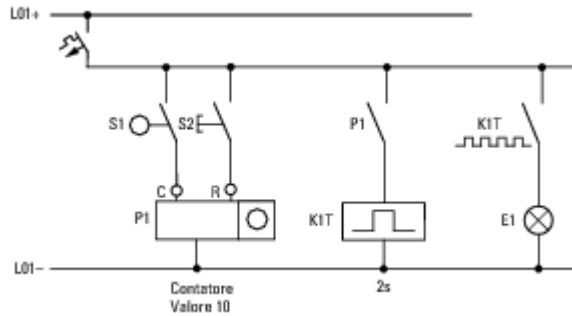 L01+
S1
S2
P1
K1T
C
R
P1
K1T
E1
L01-
Contatore
Valore 10
2s